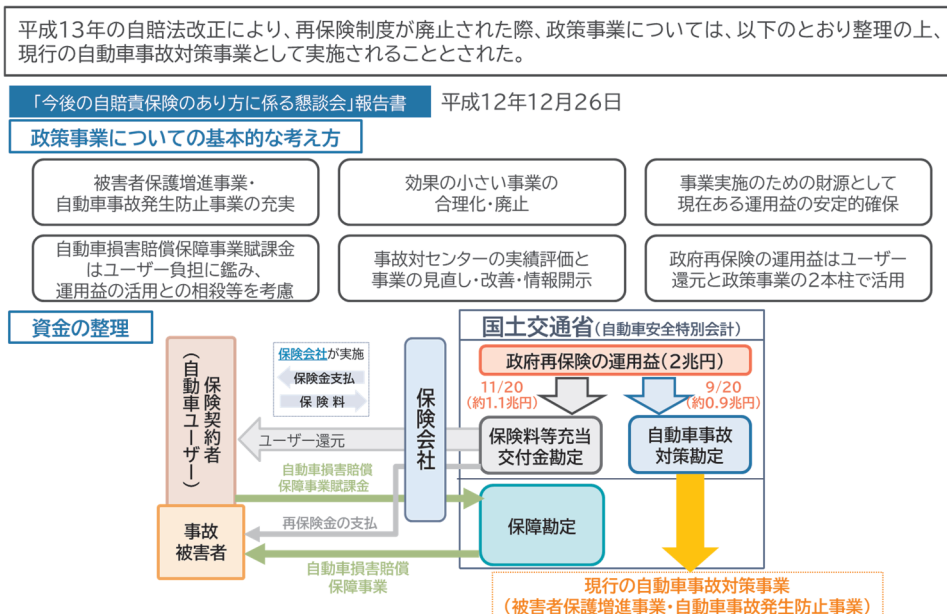 平成13年の自賠法改正により、再保険制度が廃止された際、政策事業については、以下のとおり整理の上、
現行の自動車事故対策事業として実施されることとされた。
「今後の自賠責保険のあり方に係る懇談会」報告書
平成12年12月26日
政策事業についての基本的な考え方
被害者保護増進事業・
自動車事故発生防止事業の充実
効果の小さい事業の
合理化・廃止
事業実施のための財源として
現在ある運用益の安定的確保
自動車損害賠償保障事業賦課金
はユーザー負担に鑑み、
運用益の活用との相殺等を考慮
事故対センターの実績評価と
事業の見直し・改善・情報開示
政府再保険の運用益はユーザー
還元と政策事業の2本柱で活用
資金の整理
国土交通省(自動車安全特別会計)
政府再保険の運用益(2兆円)
11/20
(約1.1兆円)
9/20
(約0.9兆円)
保険契約者
(自動車ユーザー)
保険会社が実施
保険金支払
保険料
保険会社
保険料等充当
交付金勘定
自動車事故
対策勘定
ユーザー還元
自動車損害賠償
保障事業賦課金
再保険金の支払
事故
被害者
保障勘定
自動車損害賠償
保障事業
現行の自動車事故対策事業
(被害者保護増進事業・自動車事故発生防止事業)